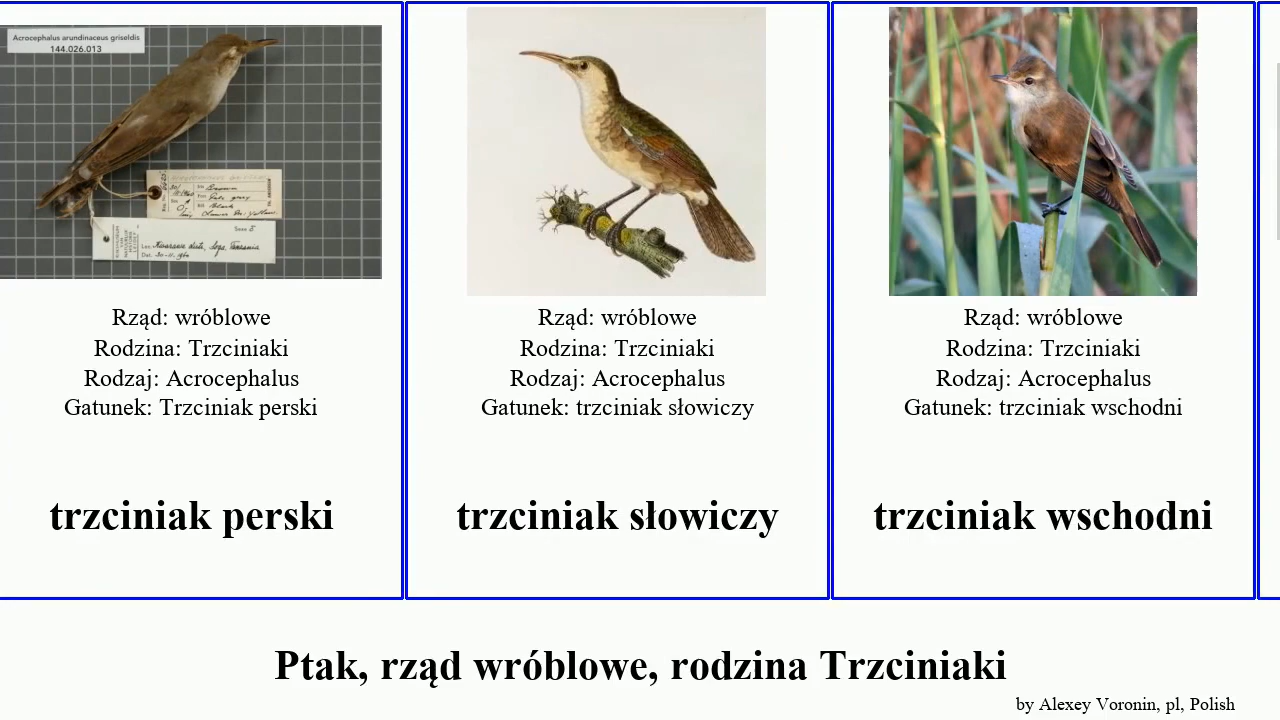 Acrocephalus arundinaceus griseldis
144.026.013
Rząd: wróblowe
Rodzina: Trzciniaki
Rodzaj: Acrocephalus
Gatunek: Trzciniak perski
trzciniak perski
Rząd: wróblowe
Rodzina: Trzciniaki
Rodzaj: Acrocephalus
Gatunek: trzciniak słowiczy
trzciniak słowiczy
Rząd: wróblowe
Rodzina: Trzciniaki
Rodzaj: Acrocephalus
Gatunek: trzciniak wschodni
trzciniak wschodni
Ptak, rząd wróblowe, rodzina Trzciniaki
by Alexey Voronin, pl, Polish